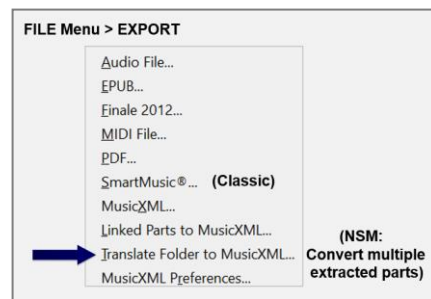 FILE Menu > EXPORT
Audio File...
EPUB...
Finale 2012...
MIDI File...
PDF...
SmartMusic®... (Classic)
MusicXML...
Linked Parts to MusicXML...
Translate Folder to MusicXML...
MusicXML Preferences...
(NSM:
Convert multiple
extracted parts)